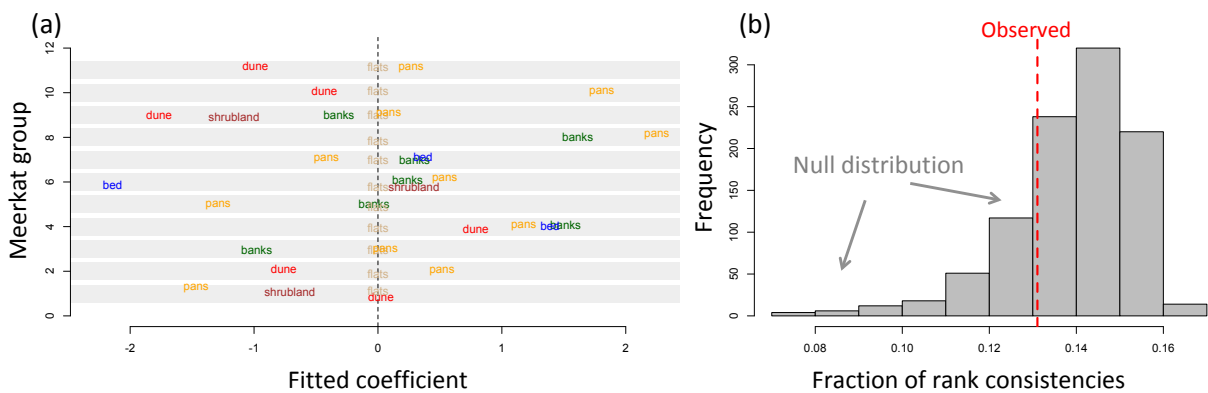 (a)
Meerkat group
12
10
8
6
4
2
0
dune flats pans
dune flats pans
dune shrubland banks flats pans
flats banks pans
pans flats banks bed
bed flats banks shrubland pans
pans banks flats
flats dune pans bed banks
banks flats pans
dune flats pans
pans shrubland flats dune
-2 -1 0 1 2
Fitted coefficient
(b)
Observed
Null distribution
Frequency
300
250
200
150
100
50
0
0.08 0.10 0.12 0.14 0.16
Fraction of rank consistencies